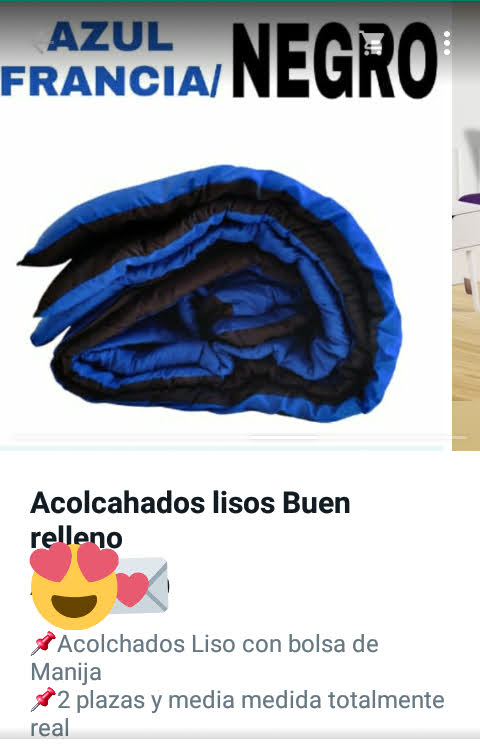 AZUL
FRANCIA/ NEGRO
Acolcahados lisos Buen
relleno
📌Acolchados Liso con bolsa de
Manija
📌2 plazas y media medida totalmente
real